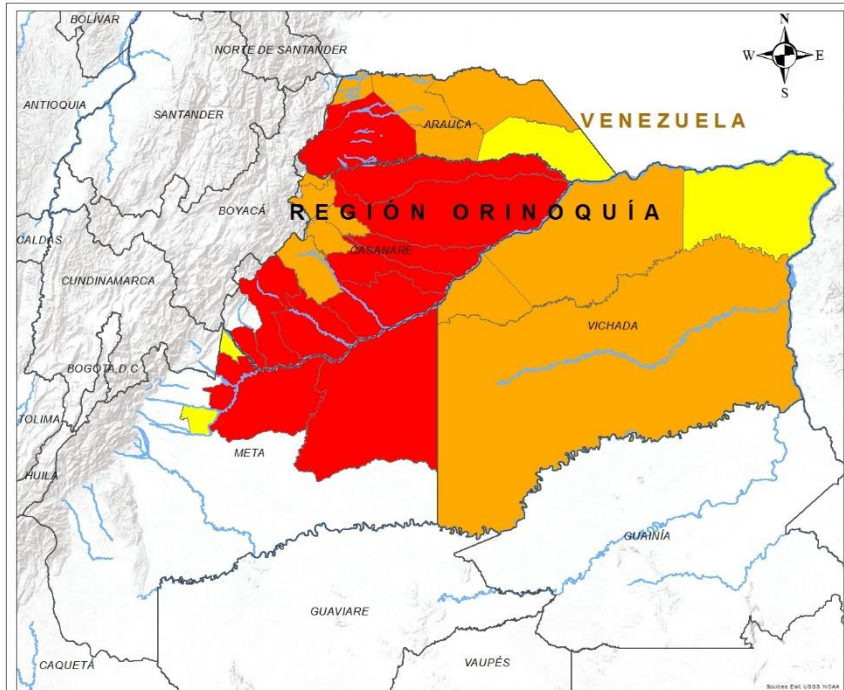 BOLÍVAR
N
NORTE DE SANTANDER
W
E
S
ANTIOQUIA
SANTANDER
ARAUCA
VENEZUELA
BOYACÁ
REGIÓN ORINOQUÍA
CALDAS
CASANARE
CUNDINAMARCA
VICHADA
BOGOTÁ D.C
TOLIMA
META
HUILA
GUAINÍA
GUAVIARE
CAQUETÁ
VAUPÉS
Sources: Esri, USGS, NOAA